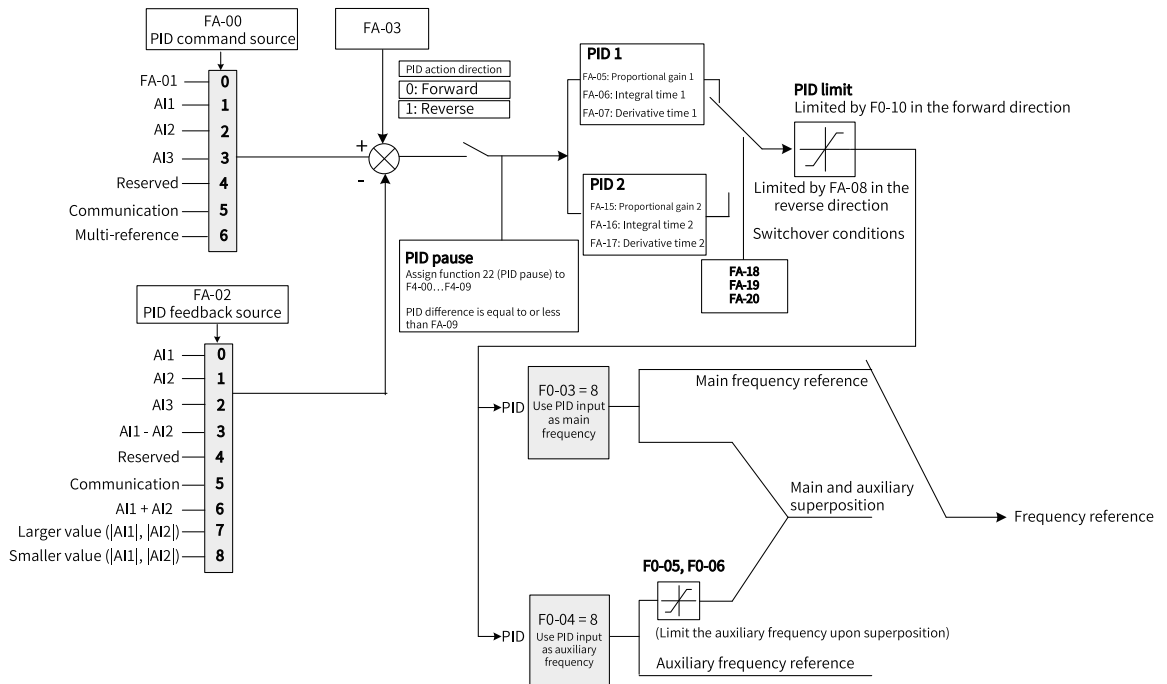 FA-00
PID command source
FA-01
0
AI1
1
AI2
2
AI3
3
Reserved
4
Communication
5
Multi-reference
6
FA-03
PID action direction
0: Forward
1: Reverse
+
-
PID 1
FA-05: Proportional gain 1
FA-06: Integral time 1
FA-07: Derivative time 1
PID 2
FA-15: Proportional gain 2
FA-16: Integral time 2
FA-17: Derivative time 2
PID limit
Limited by F0-10 in the forward direction
Limited by FA-08 in the
reverse direction
Switchover conditions
FA-18
FA-19
FA-20
PID pause
Assign function 22 (PID pause) to
F4-00…F4-09
PID difference is equal to or less
than FA-09
FA-02
PID feedback source
AI1
0
AI2
1
AI3
2
AI1 - AI2
3
Reserved
4
Communication
5
AI1 + AI2
6
Larger value (|AI1|, |AI2|)
7
Smaller value (|AI1|, |AI2|)
8
PID
F0-03 = 8
Use PID input
as main
frequency
Main frequency reference
Main and auxiliary
superposition
Frequency reference
F0-05, F0-06
(Limit the auxiliary frequency upon superposition)
PID
F0-04 = 8
Use PID input
as auxiliary
frequency
Auxiliary frequency reference